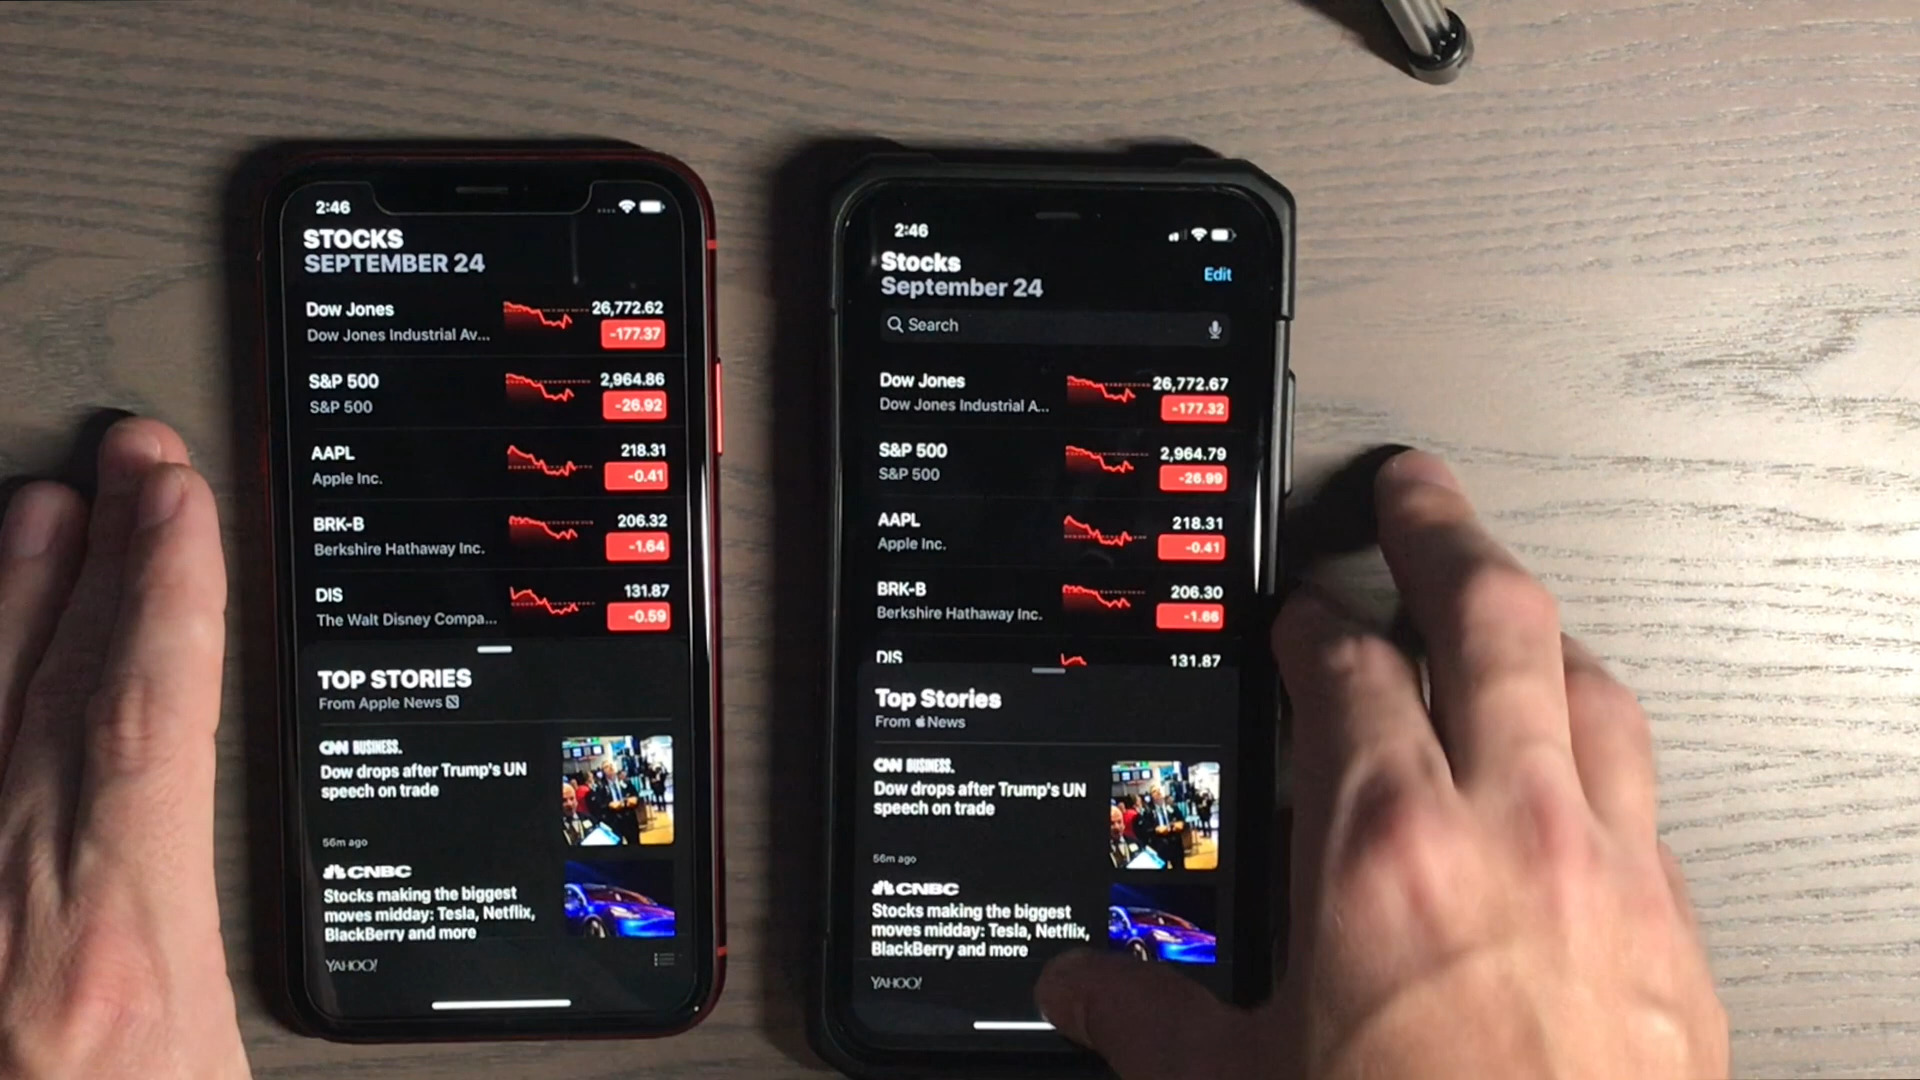 2:46
STOCKS
SEPTEMBER 24
Dow Jones 26,772.62
Dow Jones Industrial Av... -177.37
S&P 500 2,964.86
S&P 500 -26.92
AAPL 218.31
Apple Inc. -0.41
BRK-B 206.32
Berkshire Hathaway Inc. -1.64
DIS 131.87
The Walt Disney Compa... -0.59
TOP STORIES
From Apple News
CNN BUSINESS.
Dow drops after Trump's UN
speech on trade
56m ago
CNBC
Stocks making the biggest
moves midday: Tesla, Netflix,
BlackBerry and more
YAHOO!
2:46
Stocks
September 24
Edit
Search
Dow Jones 26,772.67
Dow Jones Industrial A... -177.32
S&P 500 2,964.79
S&P 500 -26.99
AAPL 218.31
Apple Inc. -0.41
BRK-B 206.30
Berkshire Hathaway Inc. -1.66
DIS 131.87
Top Stories
From News
CNN BUSINESS.
Dow drops after Trump's UN
speech on trade
56m ago
CNBC
Stocks making the biggest
moves midday: Tesla, Netflix,
BlackBerry and more
YAHOO!